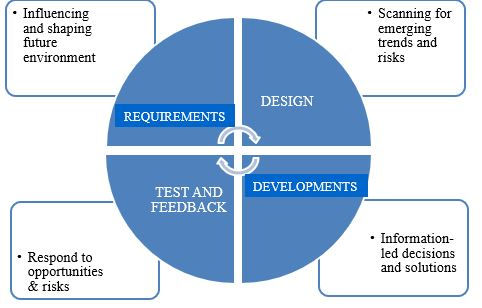 • Influencing
and shaping
future
environment
• Scanning for
emerging
trends and
risks
REQUIREMENTS
DESIGN
TEST AND
FEEDBACK
DEVELOPMENTS
• Respond to
opportunities
& risks
• Information-
led decisions
and solutions